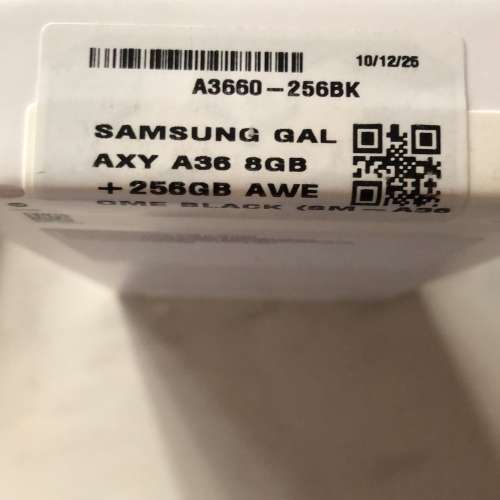 10/12/25
A3660-256BK
SAMSUNG GAL
AXY A36 8GB
+256GB AWE
OME BLACK (SM-A36